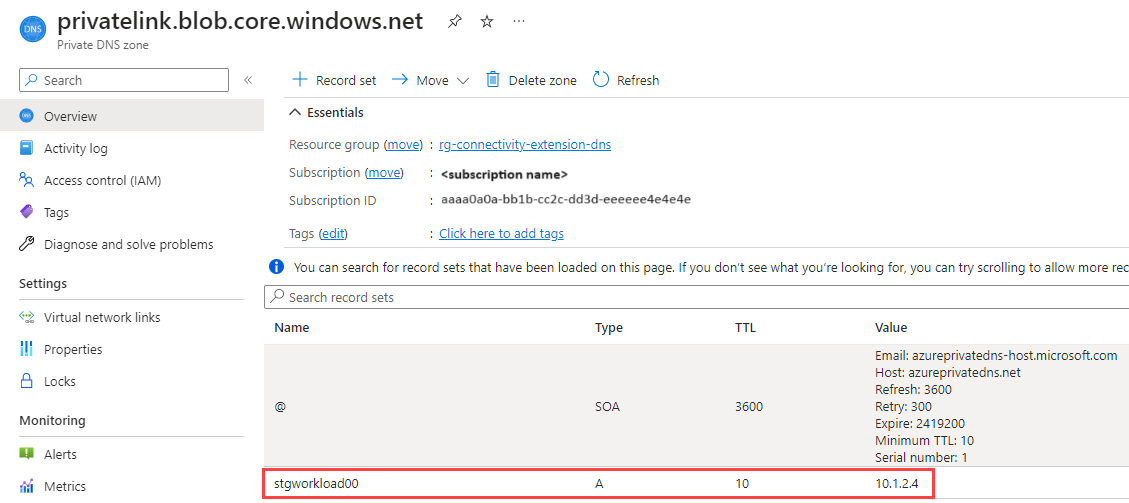 privatelink.blob.core.windows.net
DNS
Private DNS zone
Search
«
Record set
Move
Delete zone
Refresh
Overview
Activity log
Access control (IAM)
Tags
Diagnose and solve problems
Settings
Virtual network links
Properties
Locks
Monitoring
Alerts
Metrics
Essentials
Resource group (move) : rg-connectivity-extension-dns
Subscription (move) : <subscription name>
Subscription ID : aaaa0a0a-bb1b-cc2c-dd3d-eeeeee4e4e4e
Tags (edit) : Click here to add tags
You can search for record sets that have been loaded on this page. If you don't see what you're looking for, you can try scrolling to allow more rec
Search record sets
Name Type TTL Value
@ SOA 3600 Email: azureprivatedns-host.microsoft.com
Host: azureprivatedns.net
Refresh: 3600
Retry: 300
Expire: 2419200
Minimum TTL: 10
Serial number: 1
stgworkload00 A 10 10.1.2.4